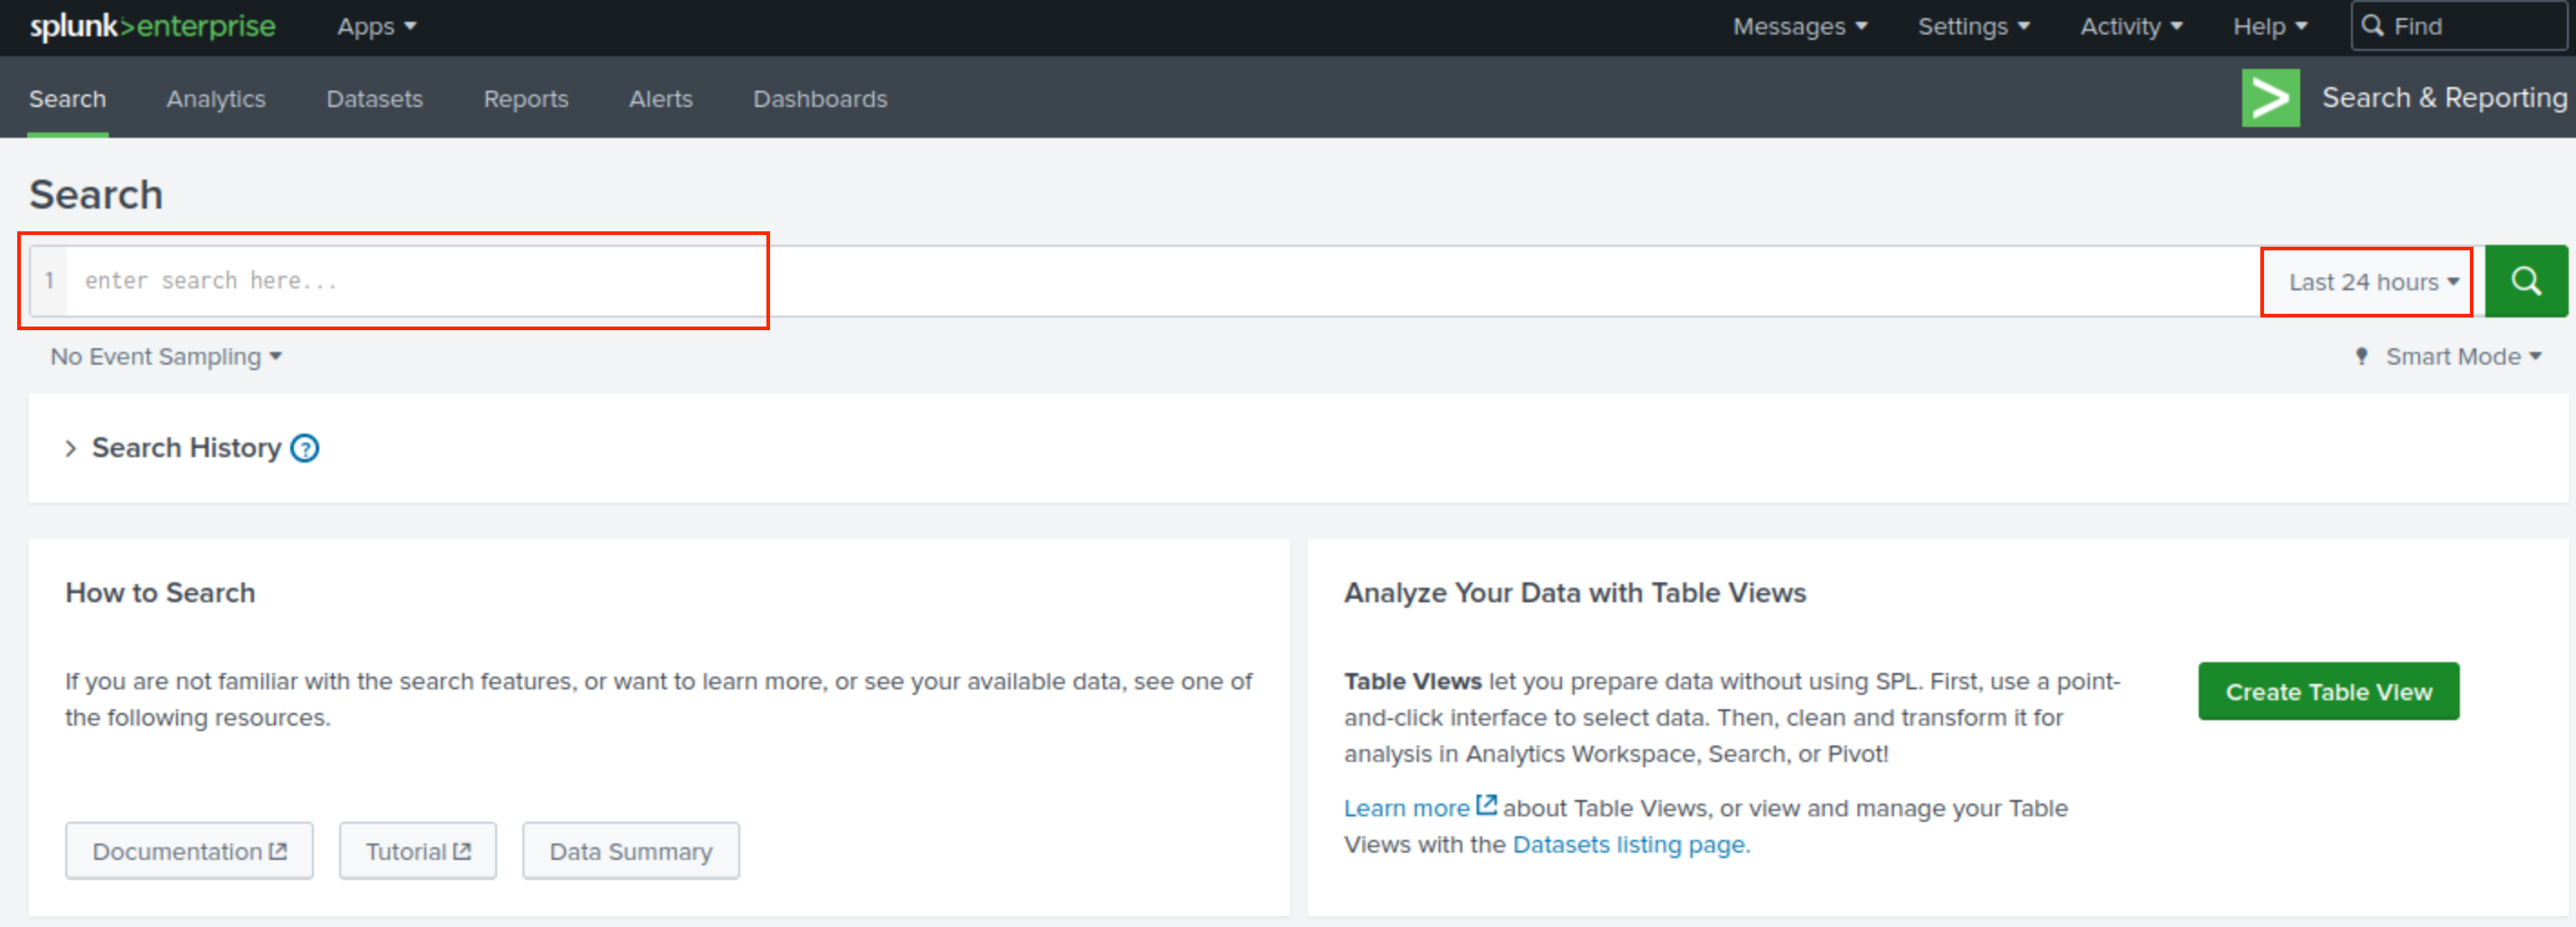 splunk>enterprise Apps Messages Settings Activity Help Find
Search Analytics Datasets Reports Alerts Dashboards > Search & Reporting
Search
1 enter search here... Last 24 hours
No Event Sampling Smart Mode
> Search History ?
How to Search
If you are not familiar with the search features, or want to learn more, or see your available data, see one of
the following resources.
Documentation Tutorial Data Summary
Analyze Your Data with Table Views
Table Views let you prepare data without using SPL. First, use a point-
and-click interface to select data. Then, clean and transform it for
analysis in Analytics Workspace, Search, or Pivot!
Learn more about Table Views, or view and manage your Table
Views with the Datasets listing page.
Create Table View